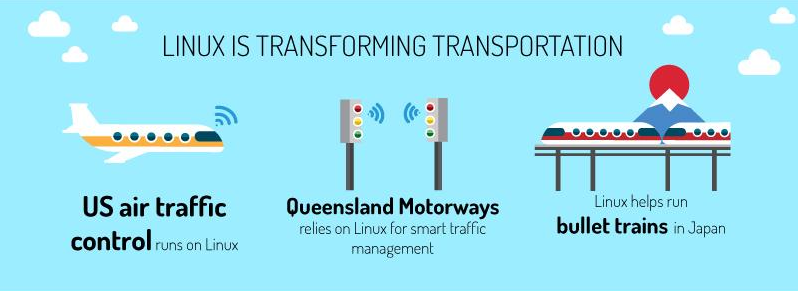 LINUX IS TRANSFORMING TRANSPORTATION
US air traffic
control runs on Linux
Queensland Motorways
relies on Linux for smart traffic
management
Linux helps run
bullet trains in Japan